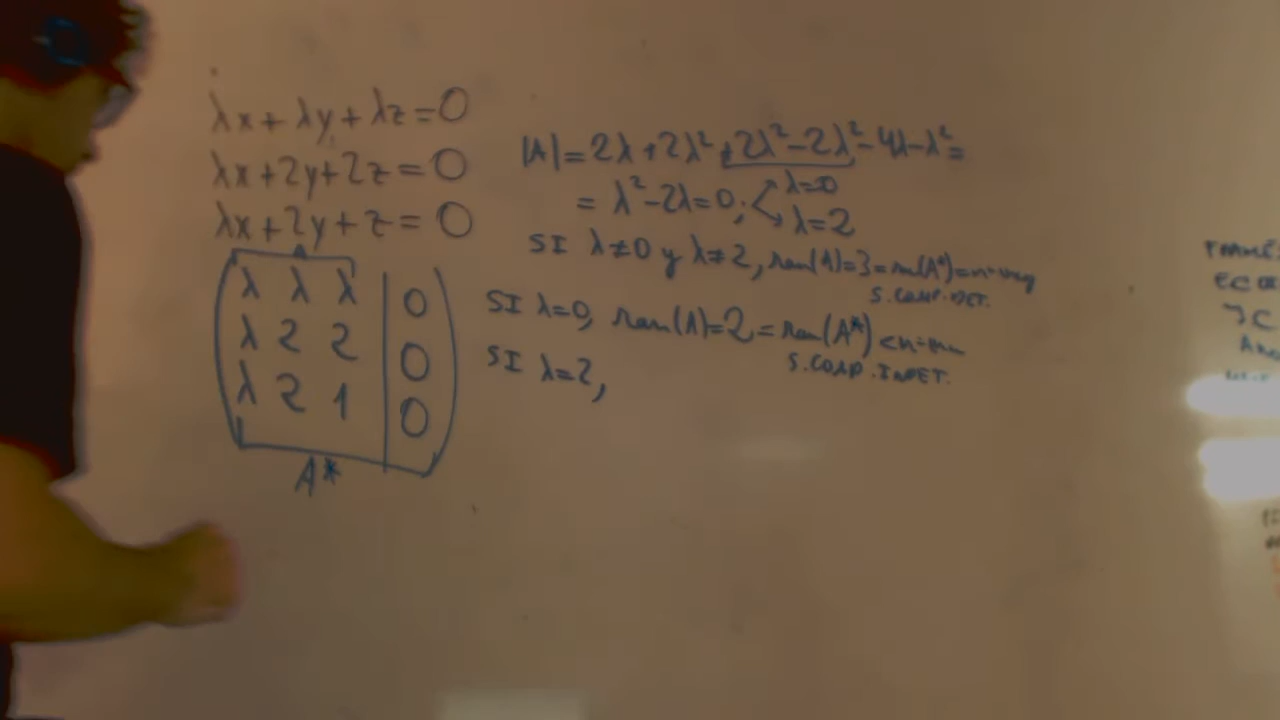 λx+λy+λz=0
λx+2y+2z=0
λx+2y+z=0
A
λ λ λ | 0
λ 2 2 | 0
λ 2 1 | 0
A*
|A|=2λ+2λ²+2λ²-2λ²-4λ-λ²=
=λ²-2λ=0; λ=0
λ=2
SI λ≠0 y λ≠2, ran(A)=3=ran(A*)=
S.COMP.DET.
SI λ=0, ran(A)=2=ran(A*)<
S.COMP.INDET.
SI λ=2,